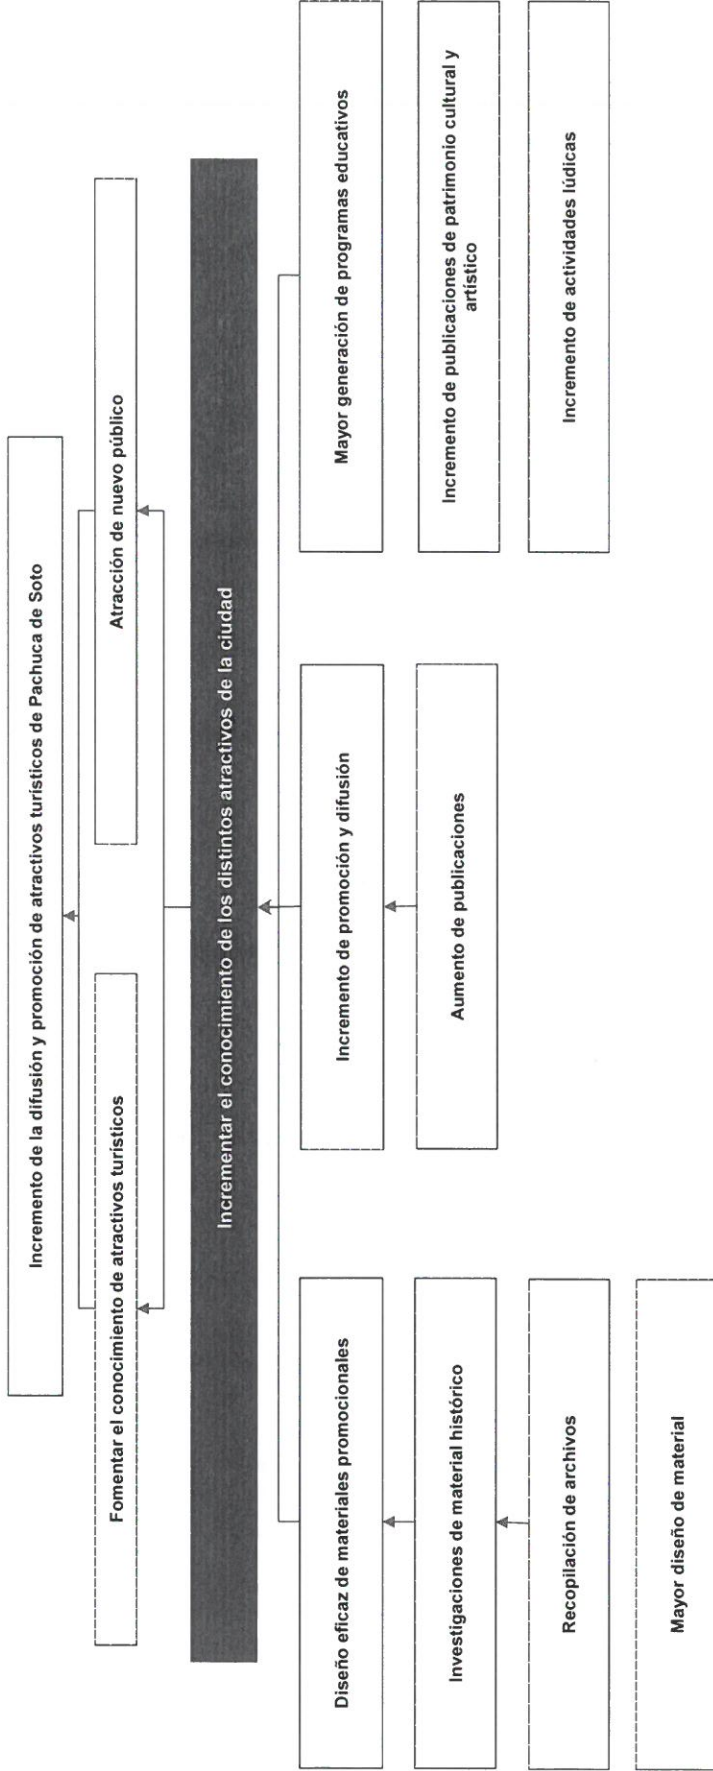 Incremento de la difusión y promoción de atractivos turísticos de Pachuca de Soto
Fomentar el conocimiento de atractivos turísticos
Atracción de nuevo público
Incrementar el conocimiento de los distintos atractivos de la ciudad
Diseño eficaz de materiales promocionales
Investigaciones de material histórico
Recopilación de archivos
Mayor diseño de material
Incremento de promoción y difusión
Aumento de publicaciones
Mayor generación de programas educativos
Incremento de publicaciones de patrimonio cultural y
artístico
Incremento de actividades lúdicas